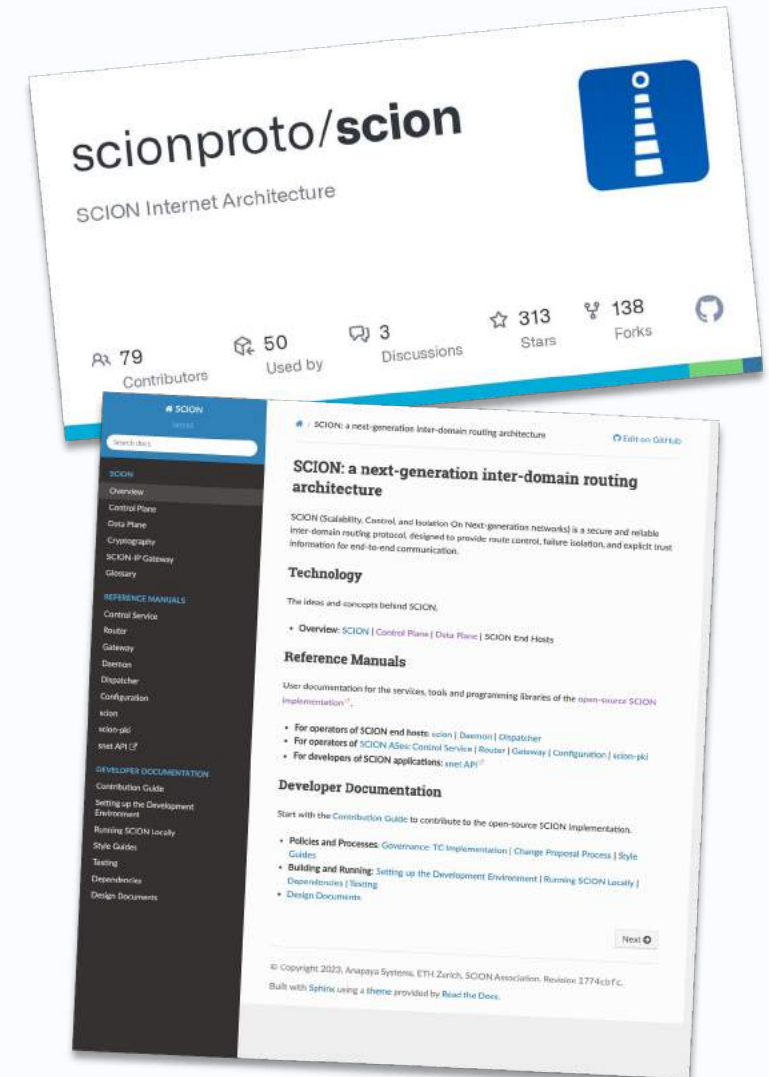 scionproto/scion
SCION Internet Architecture
79
Contributors
50
Used by
3
Discussions
313
Stars
138
Forks
SCION
Search docs
SCION
Overview
Control Plane
Data Plane
Cryptography
SCION-IP Gateway
Glossary
REFERENCE MANUALS
Control Service
Router
Gateway
Daemon
Dispatcher
Configuration
scion
scion-pki
snet API
DEVELOPER DOCUMENTATION
Contribution Guide
Setting up the Development
Environment
Running SCION Locally
Style Guides
Testing
Dependencies
Design Documents
/ SCION: a next-generation inter-domain routing architecture
Edit on GitHub
SCION: a next-generation inter-domain routing
architecture
SCION (Scalability, Control, and Isolation On Next-generation networks) is a secure and reliable
inter-domain routing protocol, designed to provide route control, failure isolation, and explicit trust
information for end-to-end communication.
Technology
The ideas and concepts behind SCION.
• Overview: SCION | Control Plane | Data Plane | SCION End Hosts
Reference Manuals
User documentation for the services, tools and programming libraries of the open-source SCION
implementation.
• For operators of SCION end hosts: scion | Daemon | Dispatcher
• For operators of SCION ASes: Control Service | Router | Gateway | Configuration | scion-pki
• For developers of SCION applications: snet API
Developer Documentation
Start with the Contribution Guide to contribute to the open-source SCION implementation.
• Policies and Processes: Governance: TC Implementation | Change Proposal Process | Style
Guides
• Building and Running: Setting up the Development Environment | Running SCION Locally |
Dependencies | Testing
• Design Documents
Next
© Copyright 2023, Anapaya Systems, ETH Zurich, SCION Association. Revision 1774cbfc.
Built with Sphinx using a theme provided by Read the Docs.